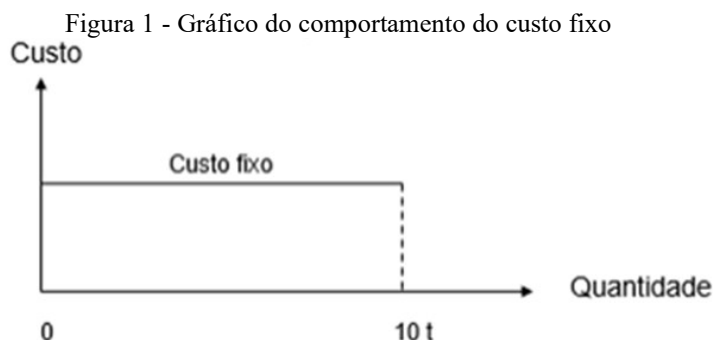 Figura 1 - Gráfico do comportamento do custo fixo
Custo
Custo fixo
Quantidade
0
10 t